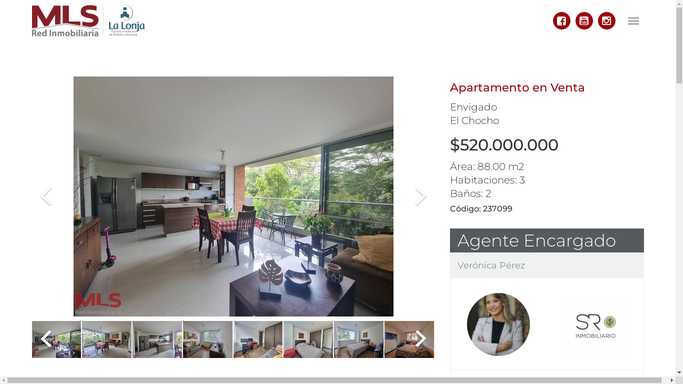 MLS
Red Inmobiliaria
La Lonja
Apartamento en Venta
Envigado
El Chocho
$520.000.000
Área: 88.00 m2
Habitaciones: 3
Baños: 2
Código: 237099
Agente Encargado
Verónica Pérez
MLS
SR
INMOBILIARIO